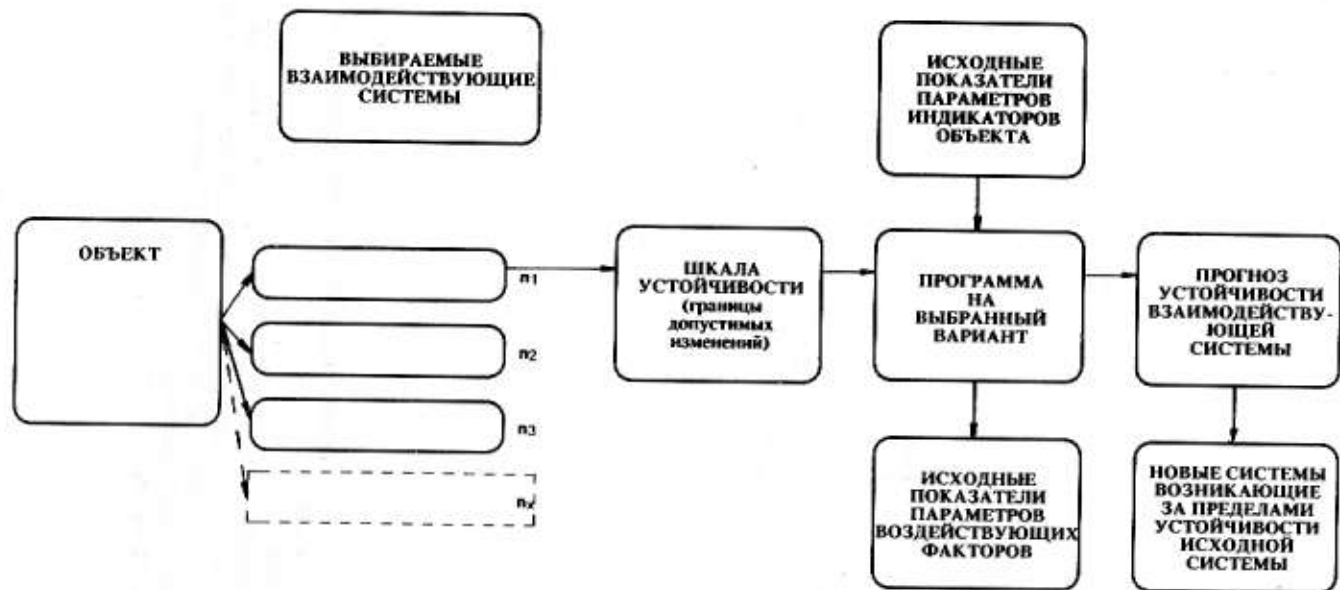 ВЫБИРАЕМЫЕ
ВЗАИМОДЕЙСТВУЮЩИЕ
СИСТЕМЫ
ИСХОДНЫЕ
ПОКАЗАТЕЛИ
ПАРАМЕТРОВ
ИНДИКАТОРОВ
ОБЪЕКТА
ОБЪЕКТ
n1
n2
n3
nx
ШКАЛА
УСТОЙЧИВОСТИ
(границы
допустимых
изменений)
ПРОГРАММА
НА
ВЫБРАННЫЙ
ВАРИАНТ
ПРОГНОЗ
УСТОЙЧИВОСТИ
ВЗАИМОДЕЙСТВУ-
ЮЩЕЙ
СИСТЕМЫ
ИСХОДНЫЕ
ПОКАЗАТЕЛИ
ПАРАМЕТРОВ
ВОЗДЕЙСТВУЮЩИХ
ФАКТОРОВ
НОВЫЕ СИСТЕМЫ
ВОЗНИКАЮЩИЕ
ЗА ПРЕДЕЛАМИ
УСТОЙЧИВОСТИ
ИСХОДНОЙ
СИСТЕМЫ